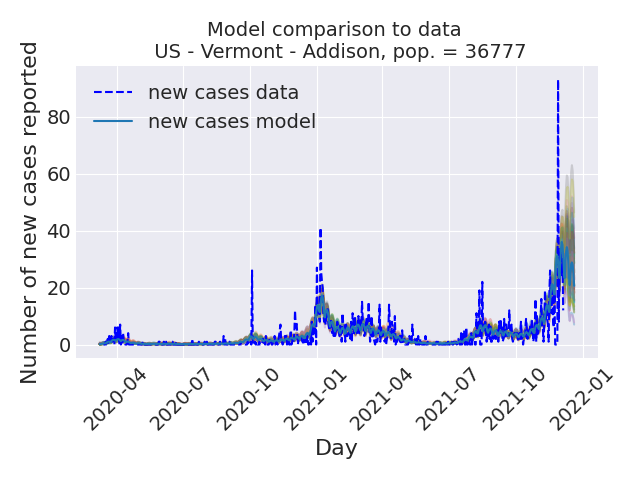 Model comparison to data
US - Vermont - Addison, pop. = 36777
Number of new cases reported
new cases data
new cases model
80
60
40
20
0
2020-04
2020-07
2020-10
2021-01
2021-04
2021-07
2021-10
2022-01
Day